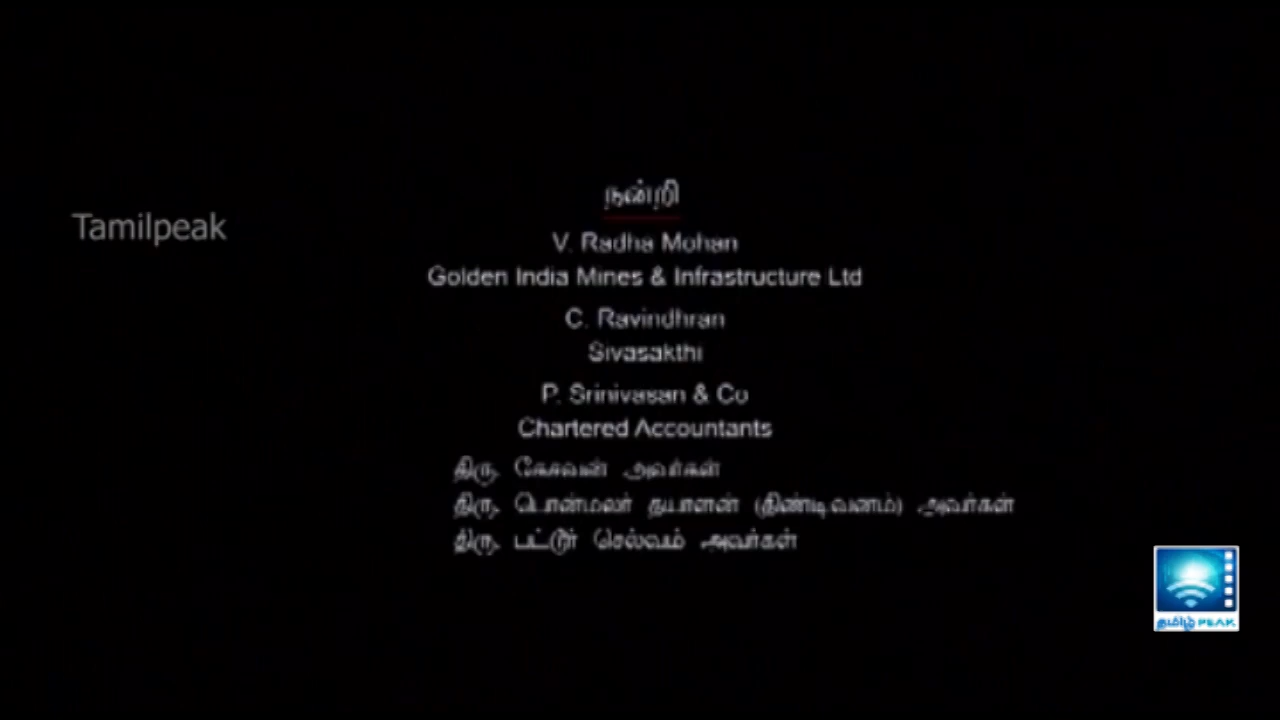 நன்றி
Tamilpeak
V. Radha Mohan
Golden India Mines & Infrastructure Ltd
C. Ravindhran
Sivasakthi
P. Srinivasan & Co
Chartered Accountants
திரு. கேசவன் அவர்கள்
திரு. பொன்மலர் தயாளன் (திண்டிவனம்) அவர்கள்
திரு. பட்டூர் செல்வம் அவர்கள்
தமிழ் PEAK